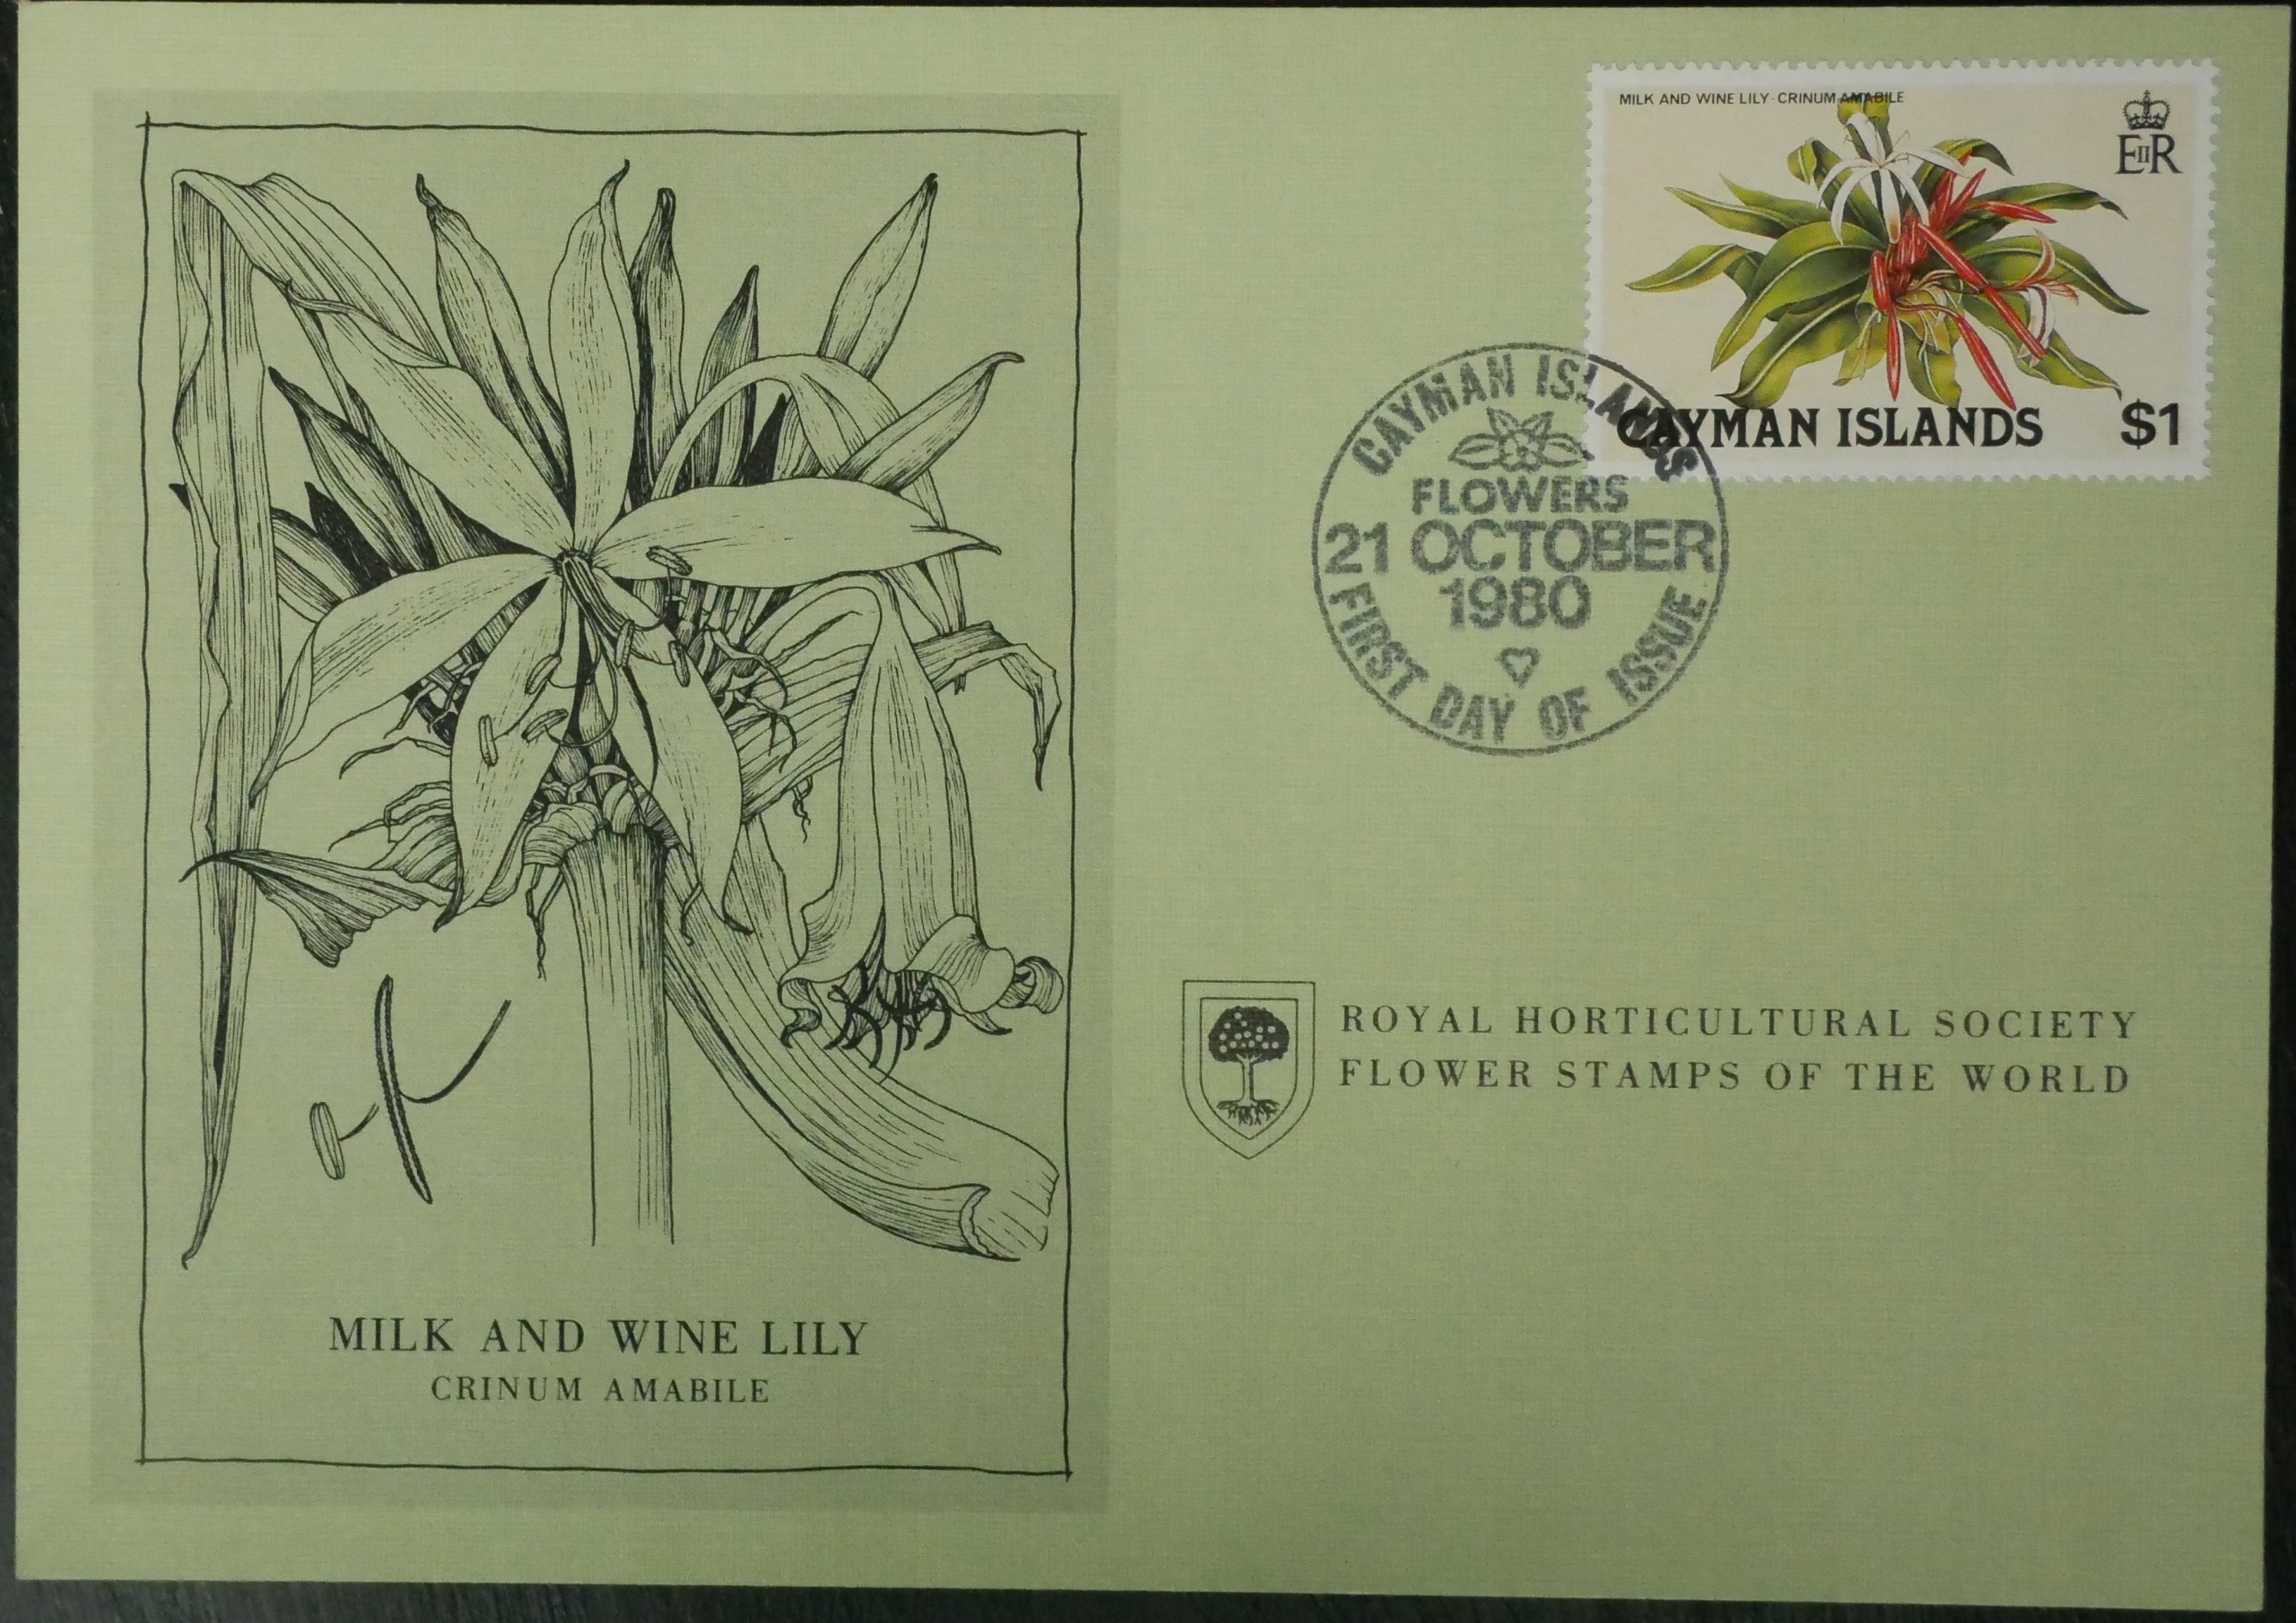 MILK AND WINE LILY · CRINUM AMABILE
EIIR
CAYMAN ISLANDS $1
CAYMAN ISLANDS
FLOWERS
21 OCTOBER
1980
FIRST DAY OF ISSUE
ROYAL HORTICULTURAL SOCIETY
FLOWER STAMPS OF THE WORLD
MILK AND WINE LILY
CRINUM AMABILE